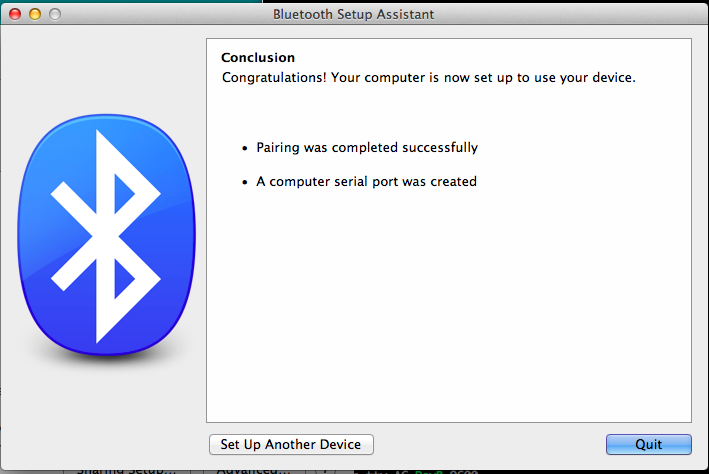 Bluetooth Setup Assistant
Conclusion
Congratulations! Your computer is now set up to use your device.
• Pairing was completed successfully
• A computer serial port was created
Set Up Another Device
Quit